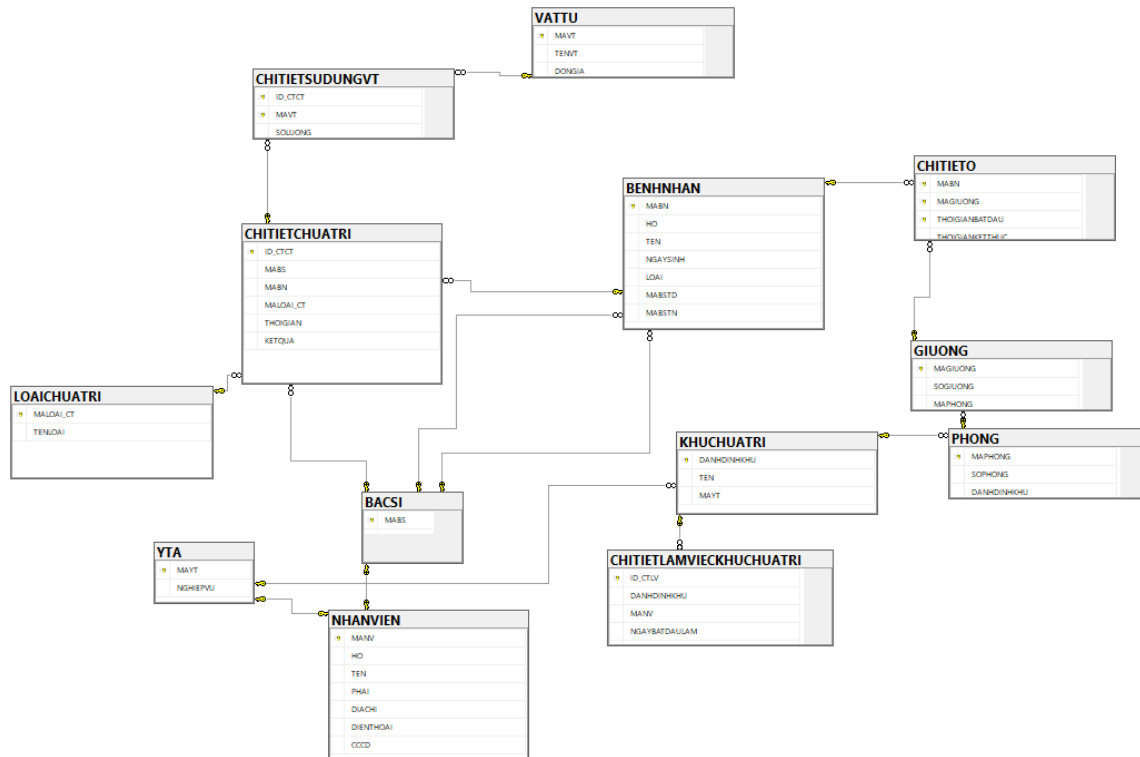 VATTU
MAVT
TENVT
DONGIA
CHITIETSUDUNGVT
ID_CTCT
MAVT
SOLUONG
CHITIETO
MABN
MAGIUONG
THOIGIANBATDAU
THOIGIANKETTHUC
BENHNHAN
MABN
HO
TEN
NGAYSINH
LOAI
MABSTD
MABSTN
CHITIETCHUATRI
ID_CTCT
MABS
MABN
MALOAI_CT
THOIGIAN
KETQUA
GIUONG
MAGIUONG
SOGIUONG
MAPHONG
LOAICHUATRI
MALOAI_CT
TENLOAI
PHONG
MAPHONG
SOPHONG
DANHDINHKHU
KHUCHUATRI
DANHDINHKHU
TEN
MAYT
BACSI
MABS
YTA
MAYT
NGHIEPVU
CHITIETLAMVIECKHUCHUATRI
ID_CTLV
DANHDINHKHU
MANV
NGAYBATDAULAM
NHANVIEN
MANV
HO
TEN
PHAI
DIACHI
DIENTHOAI
CCCD